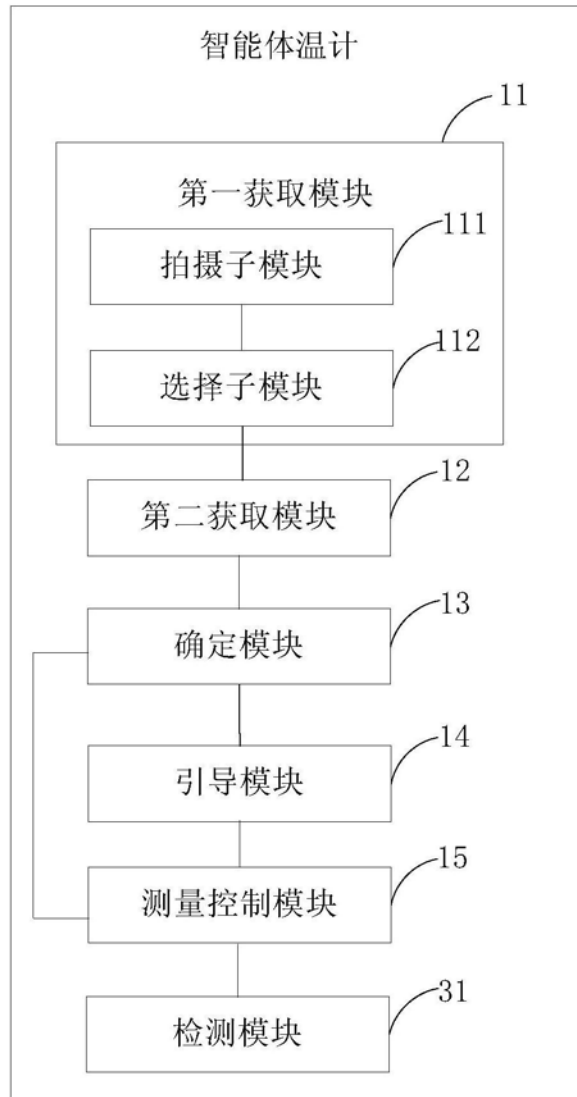 智能体温计
11
第一获取模块
111
拍摄子模块
112
选择子模块
12
第二获取模块
13
确定模块
14
引导模块
15
测量控制模块
31
检测模块